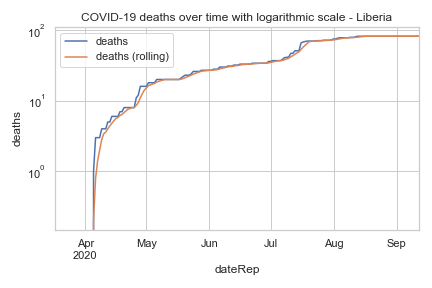 COVID-19 deaths over time with logarithmic scale - Liberia
deaths
deaths (rolling)
10²
10¹
10⁰
deaths
Apr May Jun Jul Aug Sep
2020
dateRep